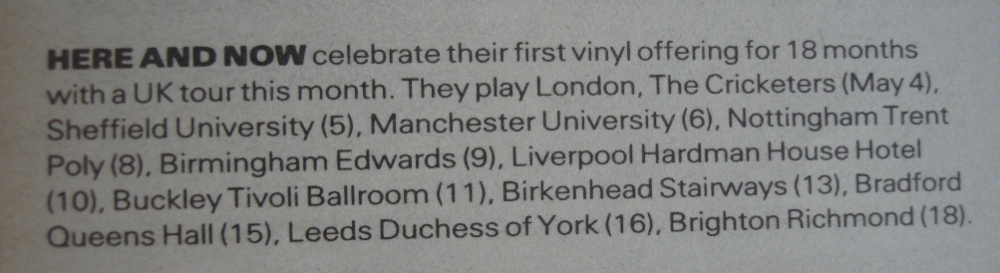 HERE AND NOW celebrate their first vinyl offering for 18 months
with a UK tour this month. They play London, The Cricketers (May 4),
Sheffield University (5), Manchester University (6), Nottingham Trent
Poly (8), Birmingham Edwards (9), Liverpool Hardman House Hotel
(10), Buckley Tivoli Ballroom (11), Birkenhead Stairways (13), Bradford
Queens Hall (15), Leeds Duchess of York (16), Brighton Richmond (18).